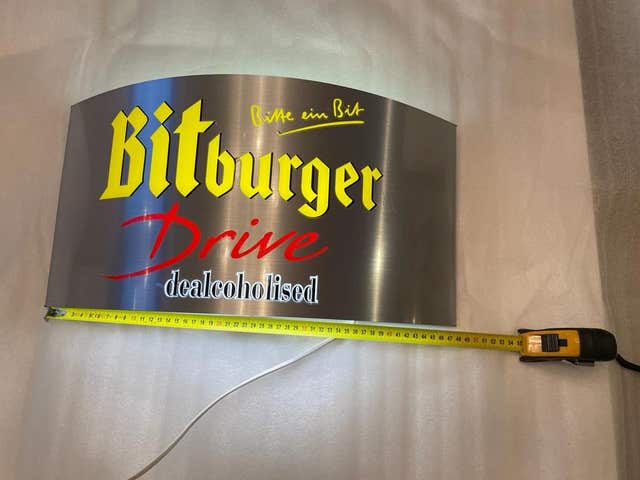 Bitte ein Bit
Bitburger
Drive
dealcoholised